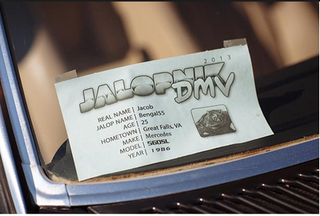 2013
JALOPNIK
DMV
REAL NAME | Jacob
JALOP NAME | Bengal55
AGE | 25
HOMETOWN | Great Falls, VA
MAKE | Mercedes
MODEL | 560SL
YEAR | 1986